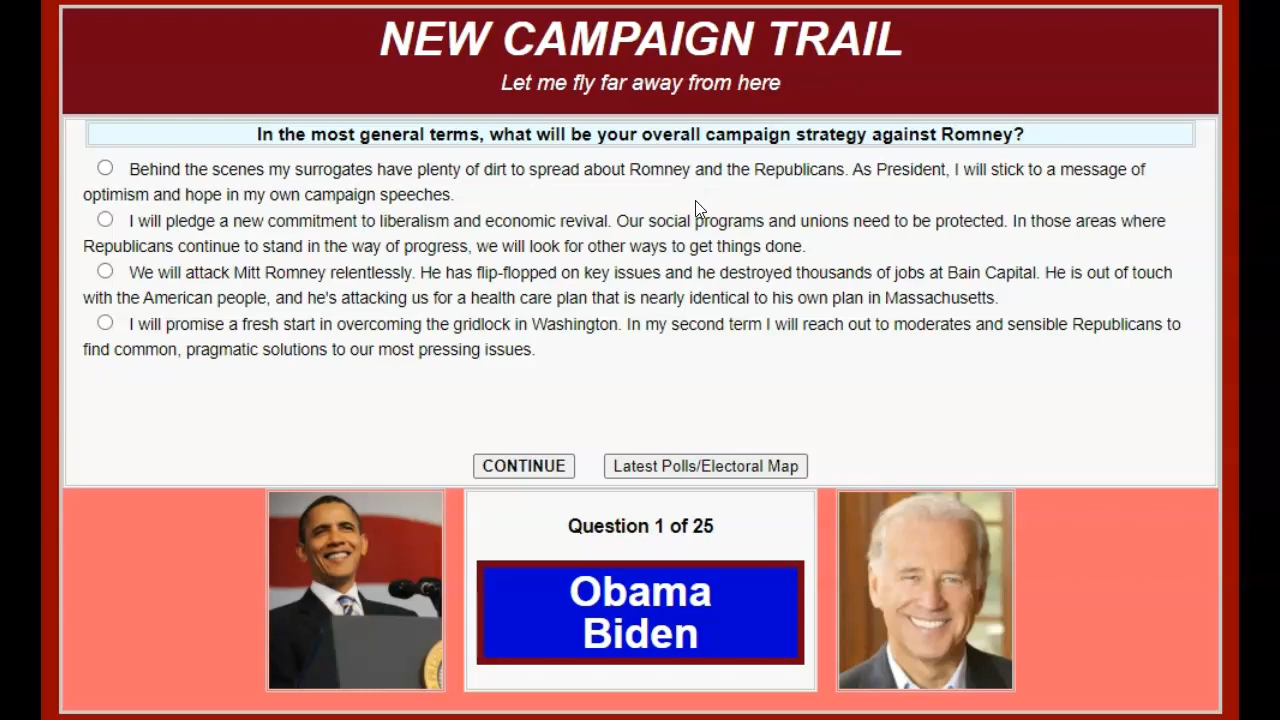 NEW CAMPAIGN TRAIL
Let me fly far away from here
In the most general terms, what will be your overall campaign strategy against Romney?
Behind the scenes my surrogates have plenty of dirt to spread about Romney and the Republicans. As President, I will stick to a message of
optimism and hope in my own campaign speeches.
I will pledge a new commitment to liberalism and economic revival. Our social programs and unions need to be protected. In those areas where
Republicans continue to stand in the way of progress, we will look for other ways to get things done.
We will attack Mitt Romney relentlessly. He has flip-flopped on key issues and he destroyed thousands of jobs at Bain Capital. He is out of touch
with the American people, and he's attacking us for a health care plan that is nearly identical to his own plan in Massachusetts.
I will promise a fresh start in overcoming the gridlock in Washington. In my second term I will reach out to moderates and sensible Republicans to
find common, pragmatic solutions to our most pressing issues.
CONTINUE
Latest Polls/Electoral Map
Question 1 of 25
Obama
Biden